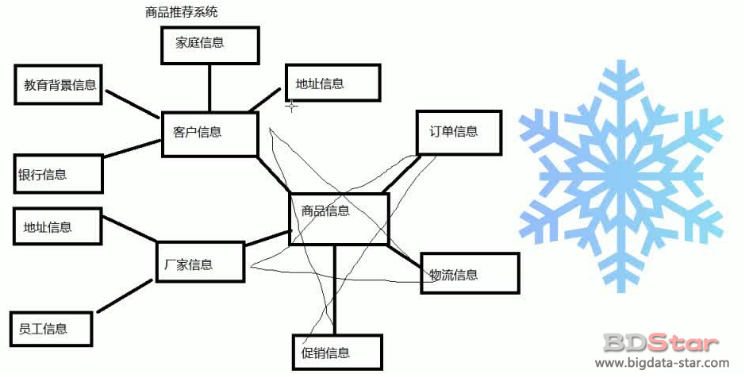 商品推荐系统
家庭信息
教育背景信息
地址信息
客户信息
订单信息
银行信息
商品信息
地址信息
厂家信息
物流信息
员工信息
促销信息
BDStar
www.bigdata-star.com